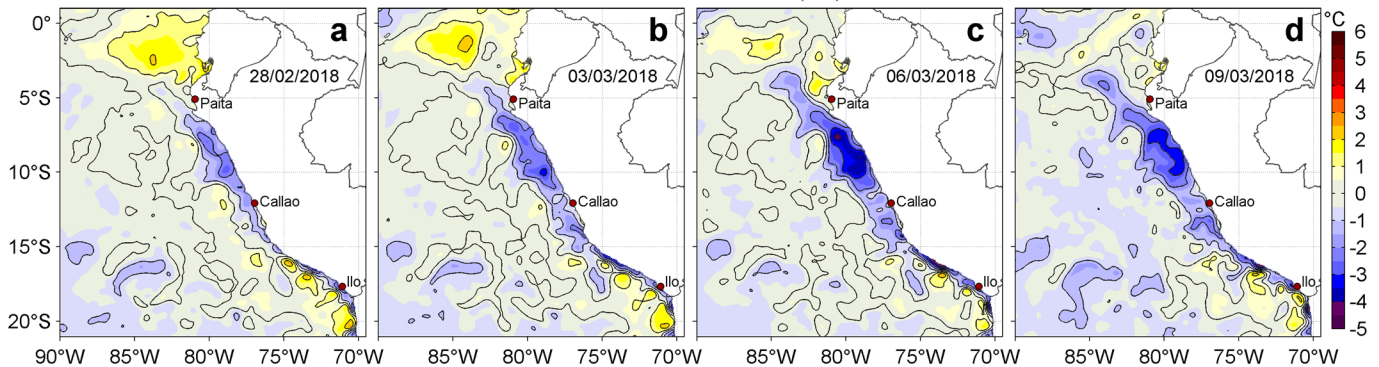 a
b
c
d
°C
0°
5°S
10°S
15°S
20°S
28/02/2018
03/03/2018
06/03/2018
09/03/2018
Paita
Paita
Paita
Paita
Callao
Callao
Callao
Callao
Ilo
Ilo
Ilo
Ilo
90°W 85°W 80°W 75°W 70°W
85°W 80°W 75°W 70°W
85°W 80°W 75°W 70°W
85°W 80°W 75°W 70°W
6
5
4
3
2
1
0
-1
-2
-3
-4
-5